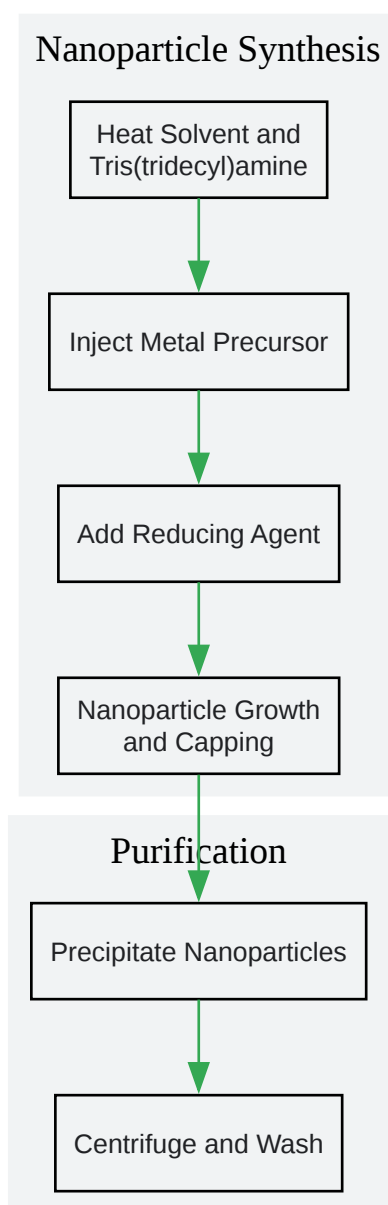 Nanoparticle Synthesis
Heat Solvent and
Tris(tridecyl)amine
Inject Metal Precursor
Add Reducing Agent
Nanoparticle Growth
and Capping
Purification
Precipitate Nanoparticles
Centrifuge and Wash